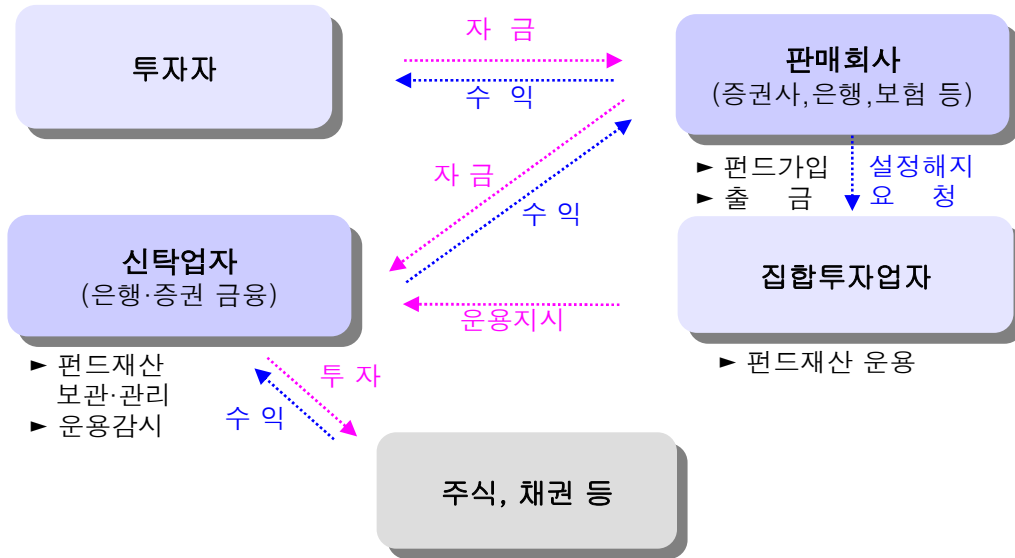 자 금
투자자
수 익
판매회사
(증권사,은행,보험 등)
► 펀드가입
► 출 금
설정해지
요 청
자 금
수 익
신탁업자
(은행·증권 금융)
집합투자업자
운용지시
► 펀드재산
보관·관리
► 운용감시
► 펀드재산 운용
투 자
수 익
주식, 채권 등